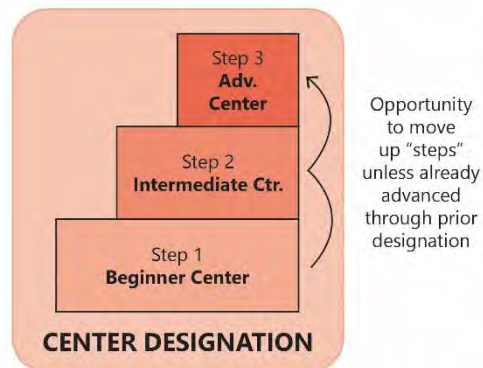 Step 3
Adv.
Center
Step 2
Intermediate Ctr.
Step 1
Beginner Center
CENTER DESIGNATION
Opportunity
to move
up “steps”
unless already
advanced
through prior
designation